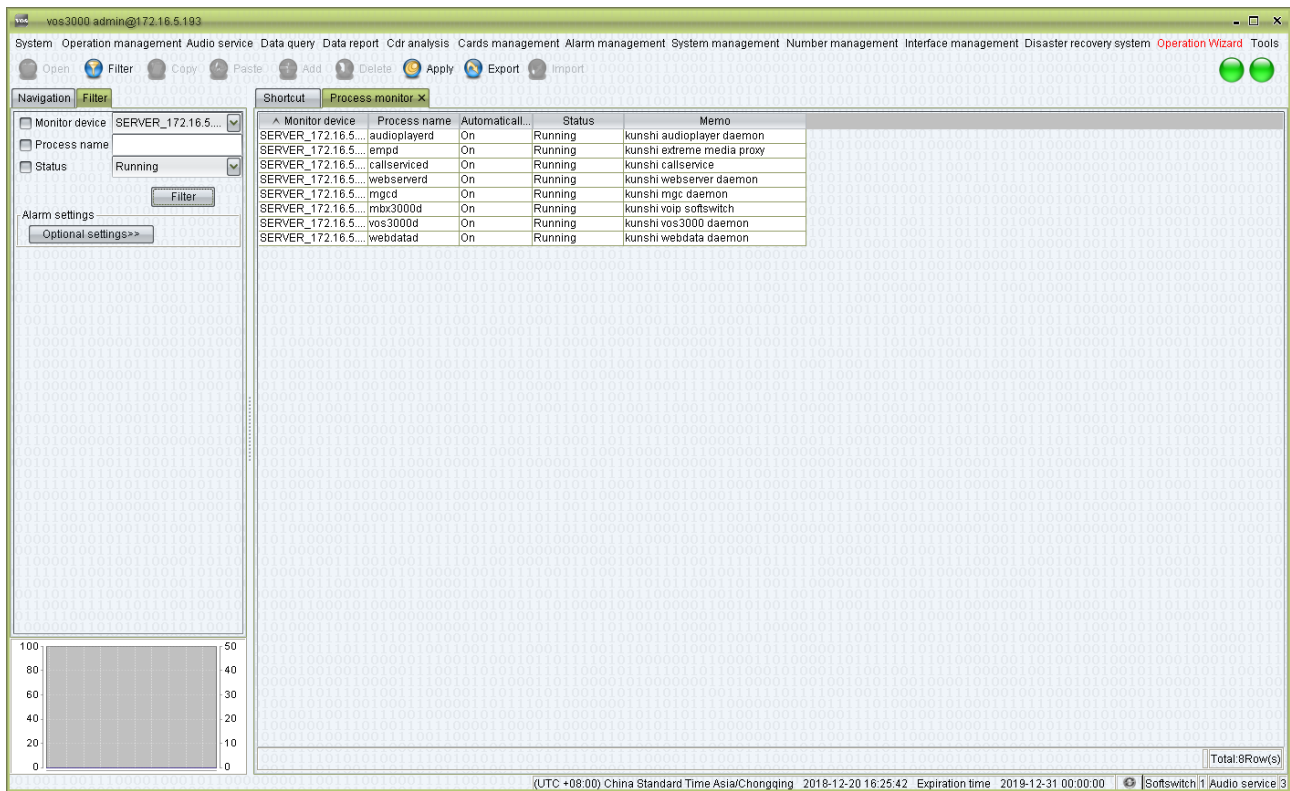 vos vos3000 admin@172.16.5.193
System Operation management Audio service Data query Data report Cdr analysis Cards management Alarm management System management Number management Interface management Disaster recovery system Operation Wizard Tools
Open Filter Copy Paste Add Delete Apply Export Import
Navigation Filter
Shortcut Process monitor
Monitor device SERVER_172.16.5....
Process name
Status Running
Filter
Alarm settings
Optional settings>>
Monitor device Process name Automaticall... Status Memo
SERVER_172.16.5.... audioplayerd On Running kunshi audioplayer daemon
SERVER_172.16.5.... empd On Running kunshi extreme media proxy
SERVER_172.16.5.... callserviced On Running kunshi callservice
SERVER_172.16.5.... webserverd On Running kunshi webserver daemon
SERVER_172.16.5.... mgcd On Running kunshi mgc daemon
SERVER_172.16.5.... mbx3000d On Running kunshi voip softswitch
SERVER_172.16.5.... vos3000d On Running kunshi vos3000 daemon
SERVER_172.16.5.... webdatad On Running kunshi webdata daemon
100 50
80 40
60 30
40 20
20 10
0 0
Total:8Row(s)
(UTC +08:00) China Standard Time Asia/Chongqing 2018-12-20 16:25:42 Expiration time 2019-12-31 00:00:00 Softswitch 1 Audio service 3